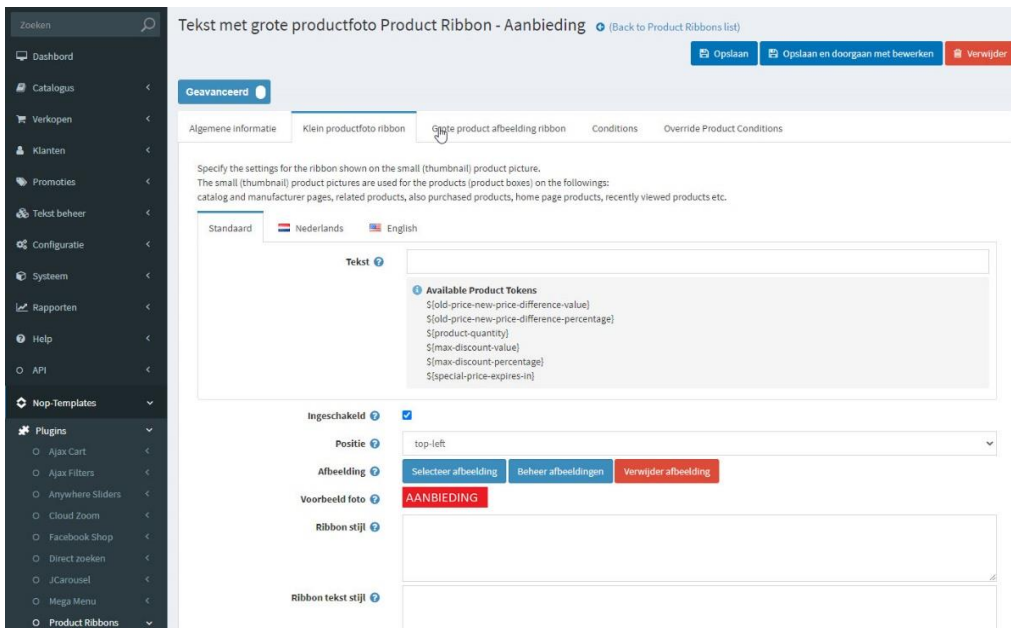 Zoeken
Dashbord
Catalogus
Verkopen
Klanten
Promoties
Tekst beheer
Configuratie
Systeem
Rapporten
Help
API
Nop-Templates
Plugins
Ajax Cart
Ajax Filters
Anywhere Sliders
Cloud Zoom
Facebook Shop
Direct zoeken
JCarousel
Mega Menu
Product Ribbons
Tekst met grote productfoto Product Ribbon - Aanbieding (Back to Product Ribbons list)
Opslaan Opslaan en doorgaan met bewerken Verwijder
Geavanceerd
Algemene informatie Klein productfoto ribbon Grote product afbeelding ribbon Conditions Override Product Conditions
Specify the settings for the ribbon shown on the small (thumbnail) product picture.
The small (thumbnail) product pictures are used for the products (product boxes) on the followings:
catalog and manufacturer pages, related products, also purchased products, home page products, recently viewed products etc.
Standaard Nederlands English
Tekst
Available Product Tokens
${old-price-new-price-difference-value}
${old-price-new-price-difference-percentage}
${product-quantity}
${max-discount-value}
${max-discount-percentage}
${special-price-expires-in}
Ingeschakeld
Positie top-left
Afbeelding Selecteer afbeelding Beheer afbeeldingen Verwijder afbeelding
Voorbeeld foto AANBIEDING
Ribbon stijl
Ribbon tekst stijl